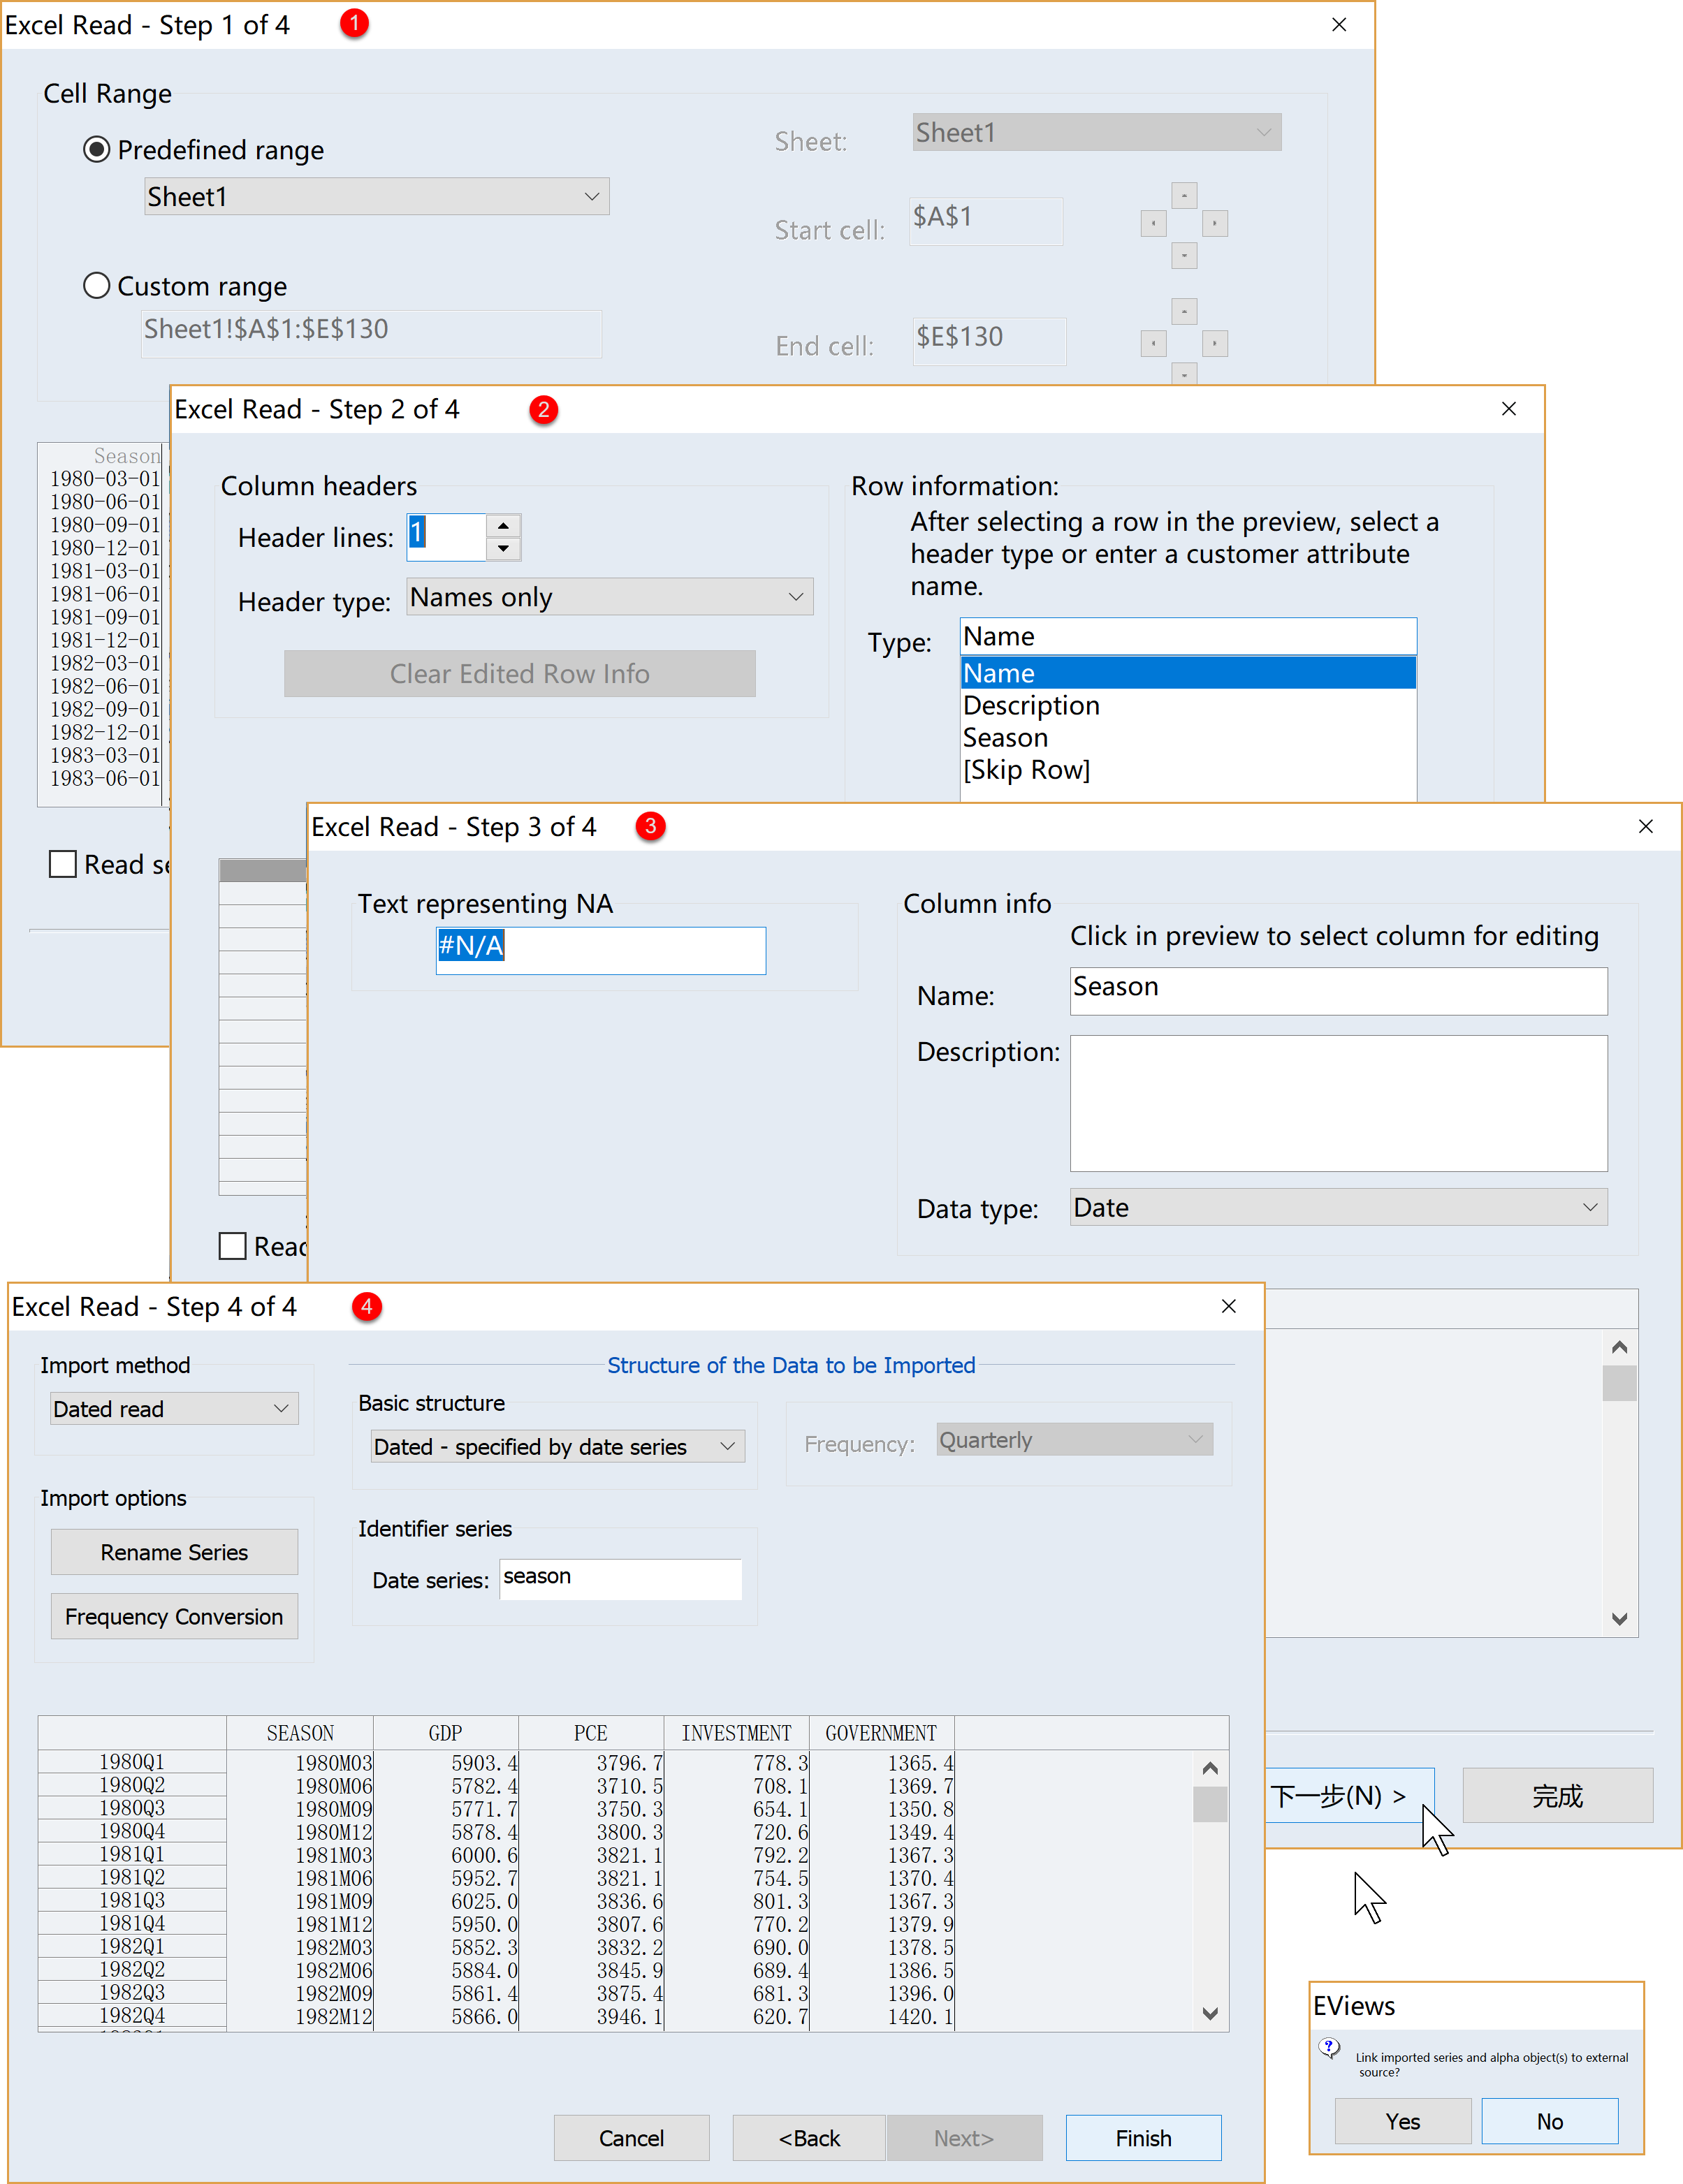 Excel Read - Step 1 of 4
1
Cell Range
Predefined range
Sheet1
Custom range
Sheet1!$A$1:$E$130
Sheet:
Sheet1
Start cell:
$A$1
End cell:
$E$130
Season
1980-03-01
1980-06-01
1980-09-01
1980-12-01
1981-03-01
1981-06-01
1981-09-01
1981-12-01
1982-03-01
1982-06-01
1982-09-01
1982-12-01
1983-03-01
1983-06-01
Read
Excel Read - Step 2 of 4
2
Column headers
Header lines:
1
Header type:
Names only
Clear Edited Row Info
Row information:
After selecting a row in the preview, select a
header type or enter a customer attribute
name.
Type:
Name
Name
Description
Season
[Skip Row]
Read
Excel Read - Step 3 of 4
3
Text representing NA
#N/A
Column info
Click in preview to select column for editing
Name:
Season
Description:
Data type:
Date
下一步(N) >
完成
Excel Read - Step 4 of 4
4
Import method
Dated read
Import options
Rename Series
Frequency Conversion
Structure of the Data to be Imported
Basic structure
Dated - specified by date series
Frequency:
Quarterly
Identifier series
Date series:
season
SEASON GDP PCE INVESTMENT GOVERNMENT
1980Q1 1980M03 5903.4 3796.7 778.3 1365.4
1980Q2 1980M06 5782.4 3710.5 708.1 1369.7
1980Q3 1980M09 5771.7 3750.3 654.1 1350.8
1980Q4 1980M12 5878.4 3800.3 720.6 1349.4
1981Q1 1981M03 6000.6 3821.1 792.2 1367.3
1981Q2 1981M06 5952.7 3821.1 754.5 1370.4
1981Q3 1981M09 6025.0 3836.6 801.3 1367.3
1981Q4 1981M12 5950.0 3807.6 770.2 1379.9
1982Q1 1982M03 5852.3 3832.2 690.0 1378.5
1982Q2 1982M06 5884.0 3845.9 689.4 1386.5
1982Q3 1982M09 5861.4 3875.4 681.3 1396.0
1982Q4 1982M12 5866.0 3946.1 620.7 1420.1
Cancel
<Back
Next>
Finish
EViews
Link imported series and alpha object(s) to external
source?
Yes
No